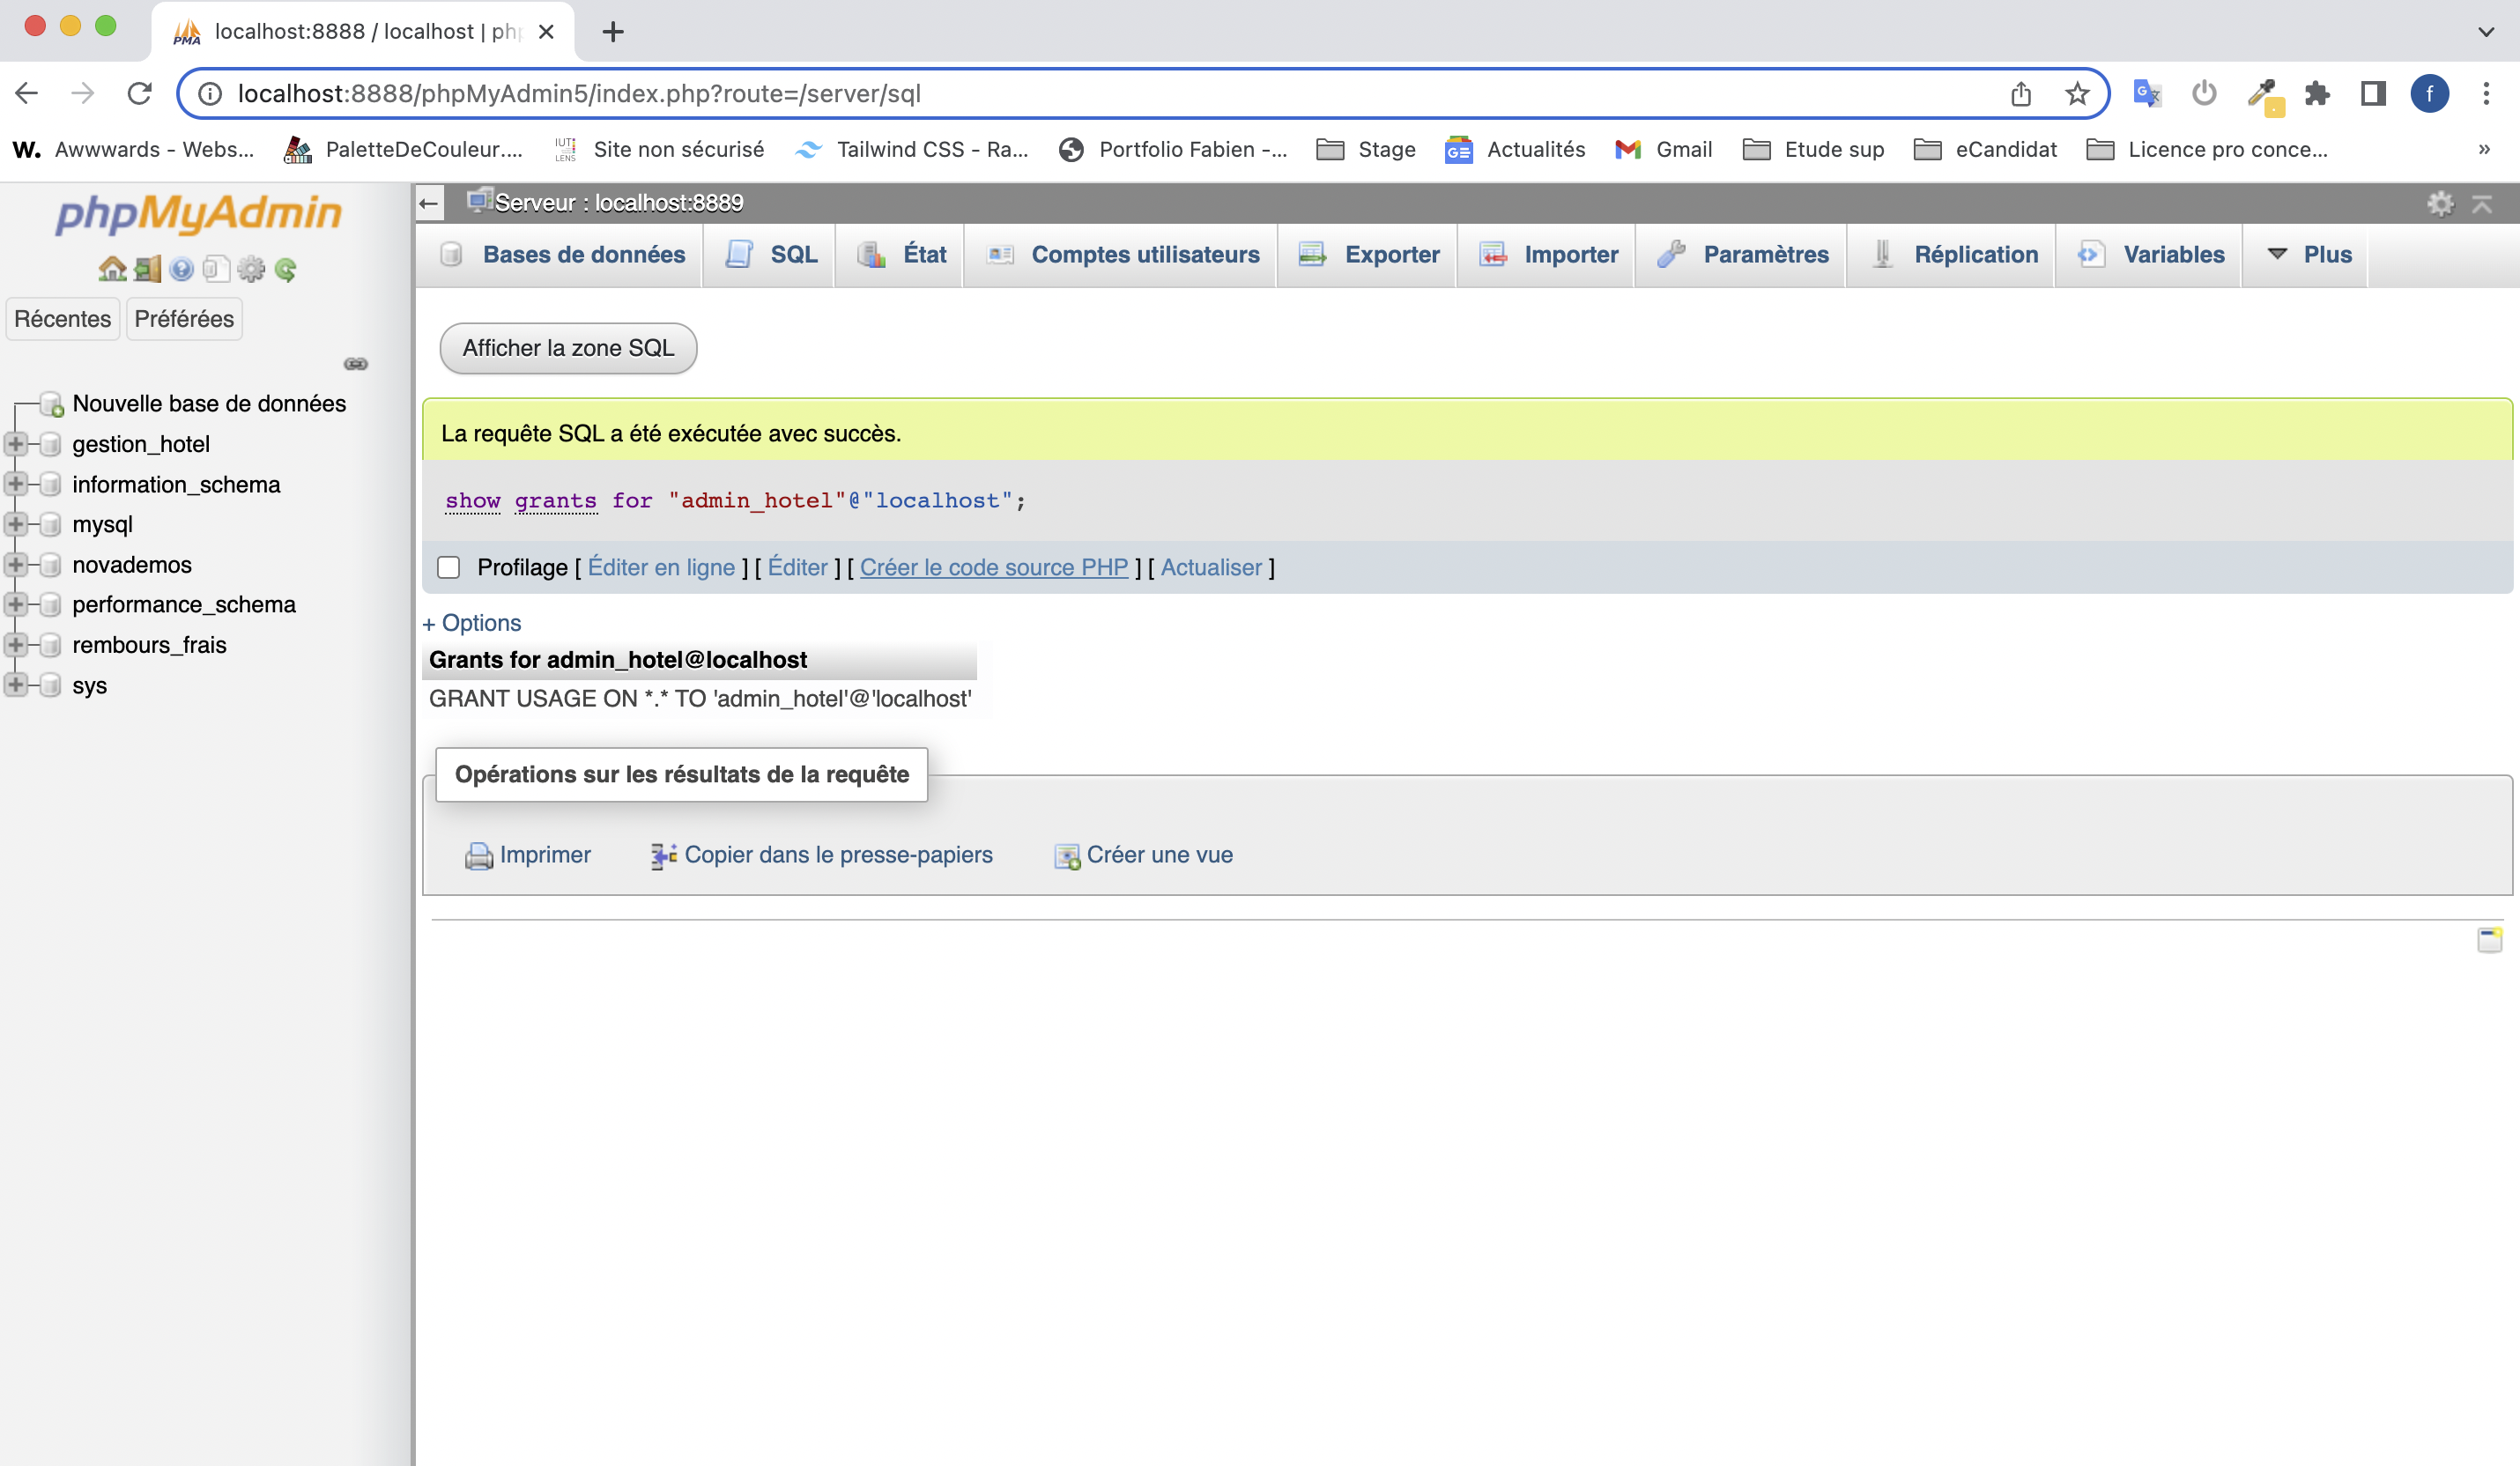 PMA localhost:8888 / localhost | php
localhost:8888/phpMyAdmin5/index.php?route=/server/sql
f
W. Awwwards - Webs... PaletteDeCouleur.... IUT LENS Site non sécurisé Tailwind CSS - Ra... Portfolio Fabien -... Stage Actualités Gmail Etude sup eCandidat Licence pro conce... »
phpMyAdmin
Récentes Préférées
Nouvelle base de données
gestion_hotel
information_schema
mysql
novademos
performance_schema
rembours_frais
sys
Serveur : localhost:8889
Bases de données SQL État Comptes utilisateurs Exporter Importer Paramètres Réplication Variables Plus
Afficher la zone SQL
La requête SQL a été exécutée avec succès.
show grants for "admin_hotel"@"localhost";
Profilage [ Éditer en ligne ] [ Éditer ] [ Créer le code source PHP ] [ Actualiser ]
+ Options
Grants for admin_hotel@localhost
GRANT USAGE ON *.* TO 'admin_hotel'@'localhost'
Opérations sur les résultats de la requête
Imprimer Copier dans le presse-papiers Créer une vue